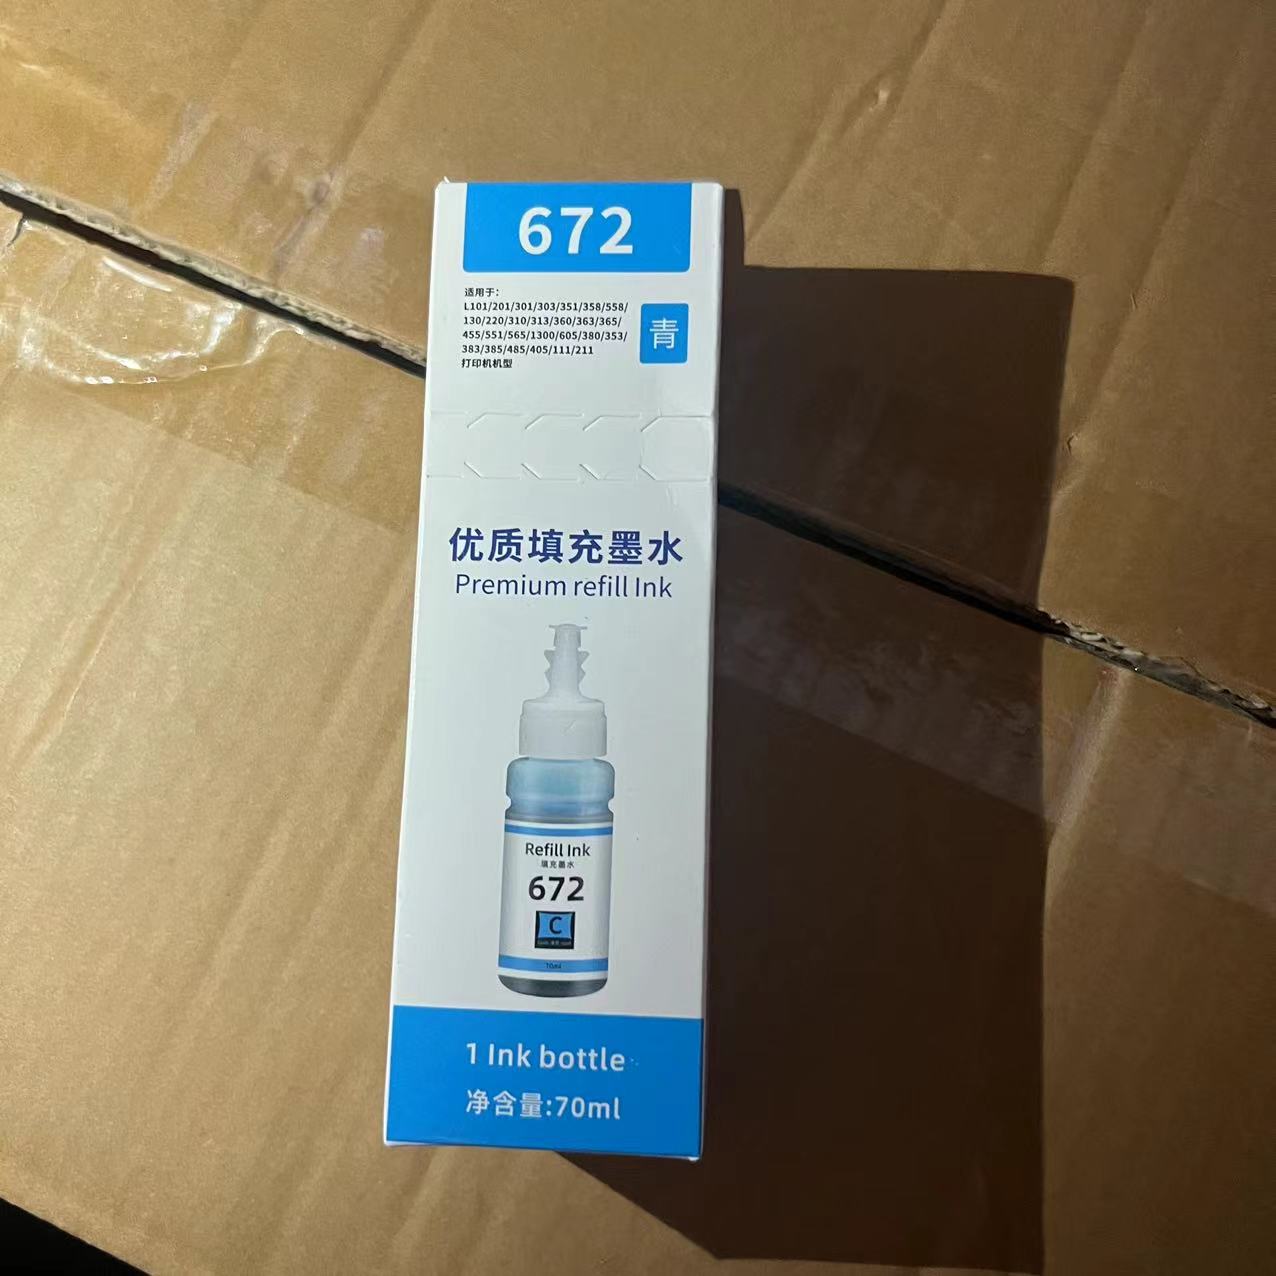 672
适用于：
L101/201/301/303/351/358/558/
130/220/310/313/360/363/365/
455/551/565/1300/605/380/353/
383/385/485/405/111/211
打印机机型
青
优质填充墨水
Premium refill Ink
Refill Ink
填充墨水
672
C
70ml
1 Ink bottle
净含量:70ml